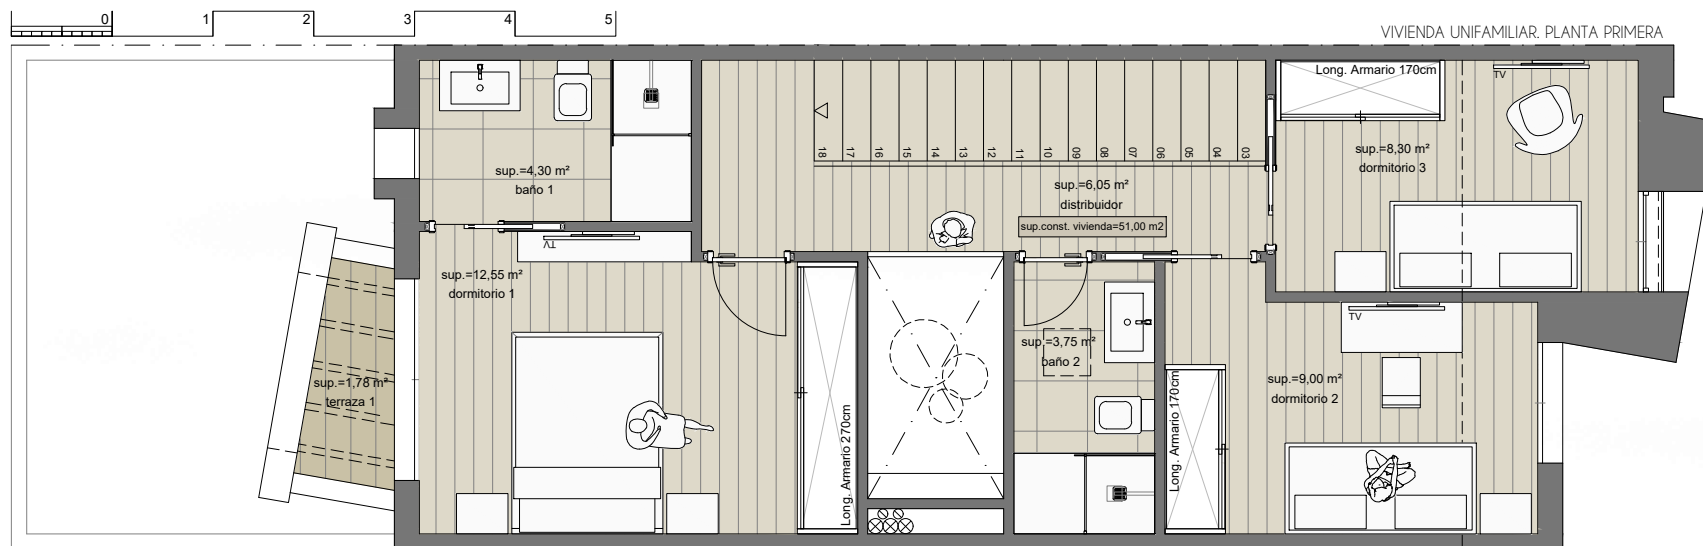 0 1 2 3 4 5
VIVIENDA UNIFAMILIAR. PLANTA PRIMERA
Long. Armario 170cm
TV
sup.=4,30 m²
baño 1
18 17 16 15 14 13 12 11 10 09 08 07 06 05 04 03
sup.=8,30 m²
dormitorio 3
sup.=6,05 m²
distribuidor
sup.const. vivienda=51,00 m2
TV
sup.=12,55 m²
dormitorio 1
TV
sup.=3,75 m²
baño 2
sup.=1,78 m²
terraza 1
sup.=9,00 m²
dormitorio 2
Long. Armario 270cm
Long. Armario 170cm